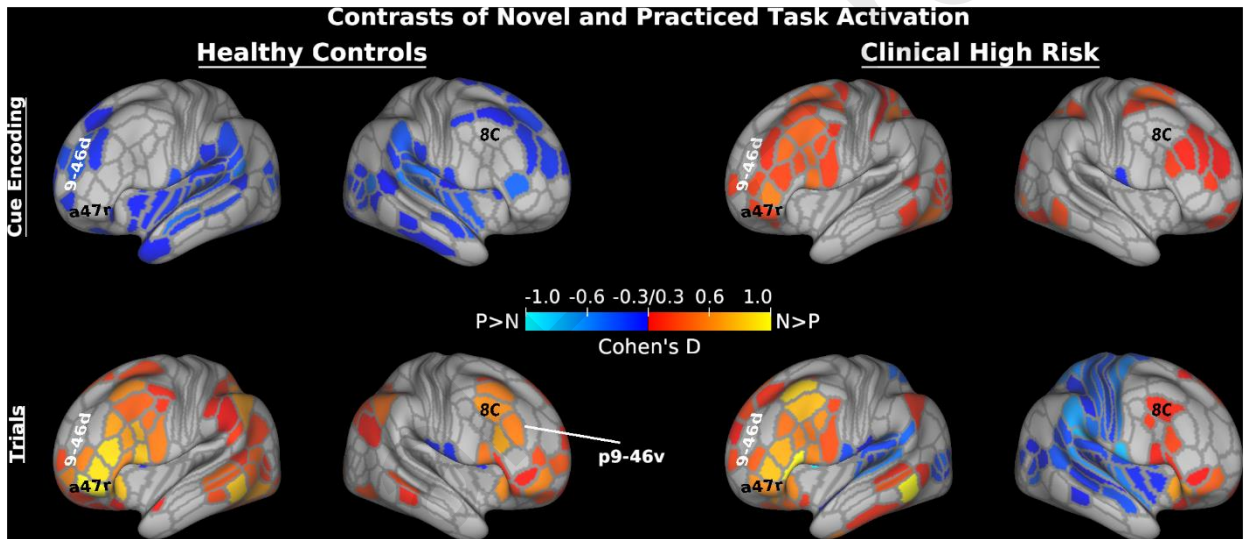 Contrasts of Novel and Practiced Task Activation
Healthy Controls
Clinical High Risk
Cue Encoding
9-46d
a47r
8C
9-46d
a47r
8C
-1.0 -0.6 -0.3/0.3 0.6 1.0
P>N
N>P
Cohen's D
Trials
9-46d
a47r
8C
p9-46v
9-46d
a47r
8C